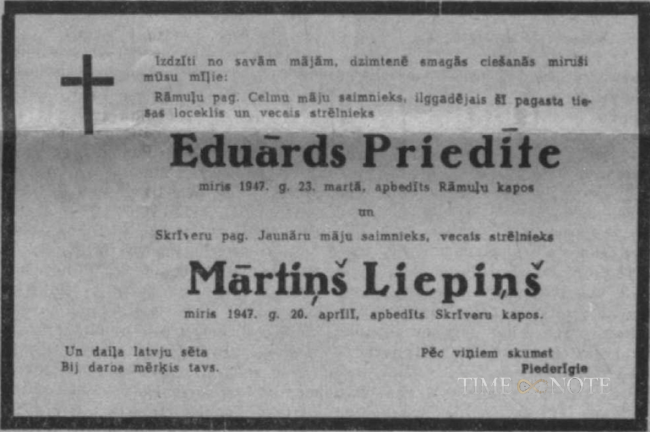 Izdzīti no savām mājām, dzimtenē smagās ciešanās miruši
mūsu mīļie:
Rāmuļu pag. Celmu māju saimnieks, ilggadējais šī pagasta tie-
sas loceklis un vecais strēlnieks
Eduārds Priedīte
miris 1947. g. 23. martā, apbedīts Rāmuļu kapos
un
Skrīveru pag. Jaunāru māju saimnieks, vecais strēlnieks
Mārtiņš Liepiņš
miris 1947. g. 20. aprīlī, apbedīts Skrīveru kapos.
Un daiļa latvju sēta
Bij darba mērķis tavs.
Pēc viņiem skumst
Piederīgie
TIME NOTE